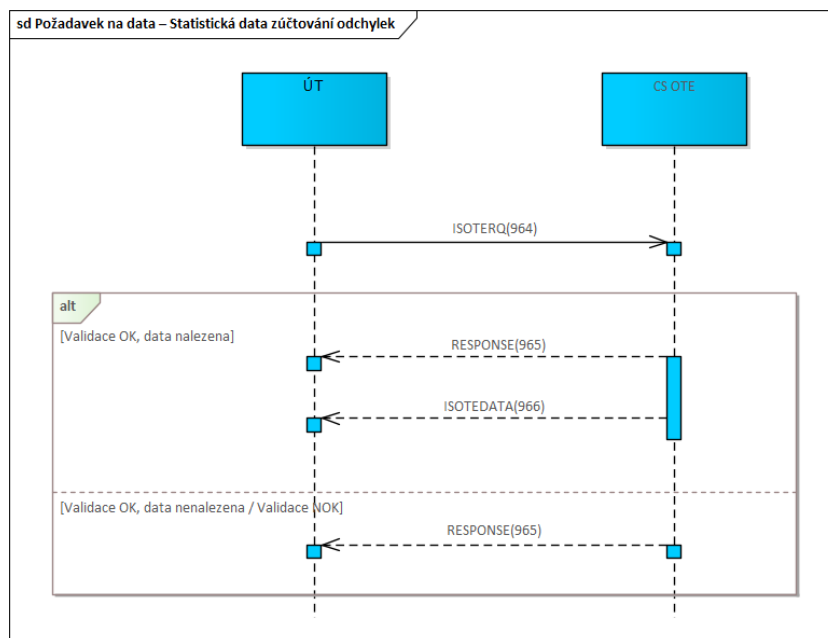 sd Požadavek na data – Statistická data zúčtování odchylek
ÚT
CS OTE
ISOTERQ(964)
alt
[Validace OK, data nalezena]
RESPONSE(965)
ISOTEDATA(966)
[Validace OK, data nenalezena / Validace NOK]
RESPONSE(965)